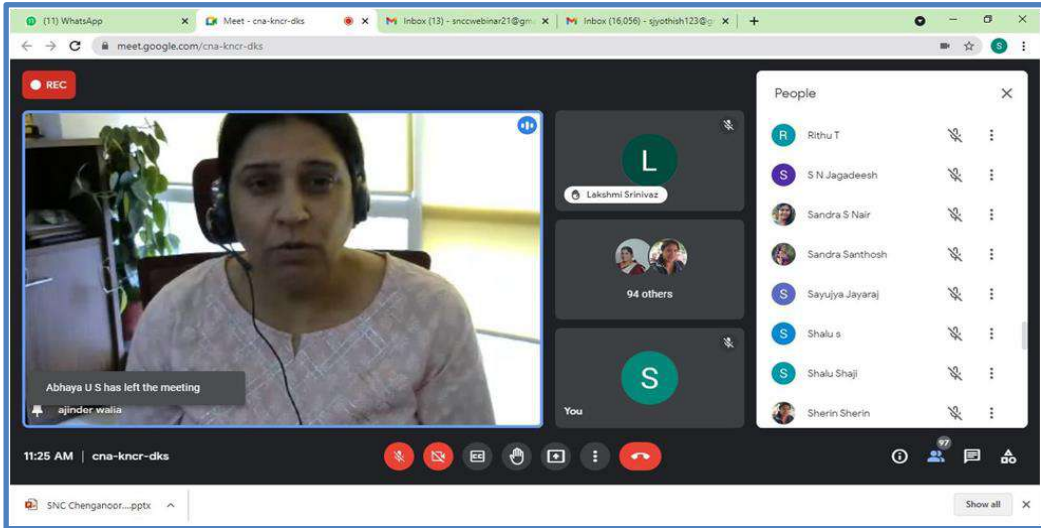 (11) WhatsApp
Meet - cna-kncr-dks
Inbox (13) - snccwebinar21@gm
Inbox (16,056) - sjyothish123@g
meet.google.com/cna-kncr-dks
S
REC
L
Lakshmi Srinivaz
94 others
S
You
Abhaya U S has left the meeting
ajinder walia
People
R Rithu T
S S N Jagadeesh
Sandra S Nair
Sandra Santhosh
S Sayujya Jayaraj
S Shalu s
S Shalu Shaji
Sherin Sherin
11:25 AM | cna-kncr-dks
CC
97
SNC Chenganoor....pptx
Show all